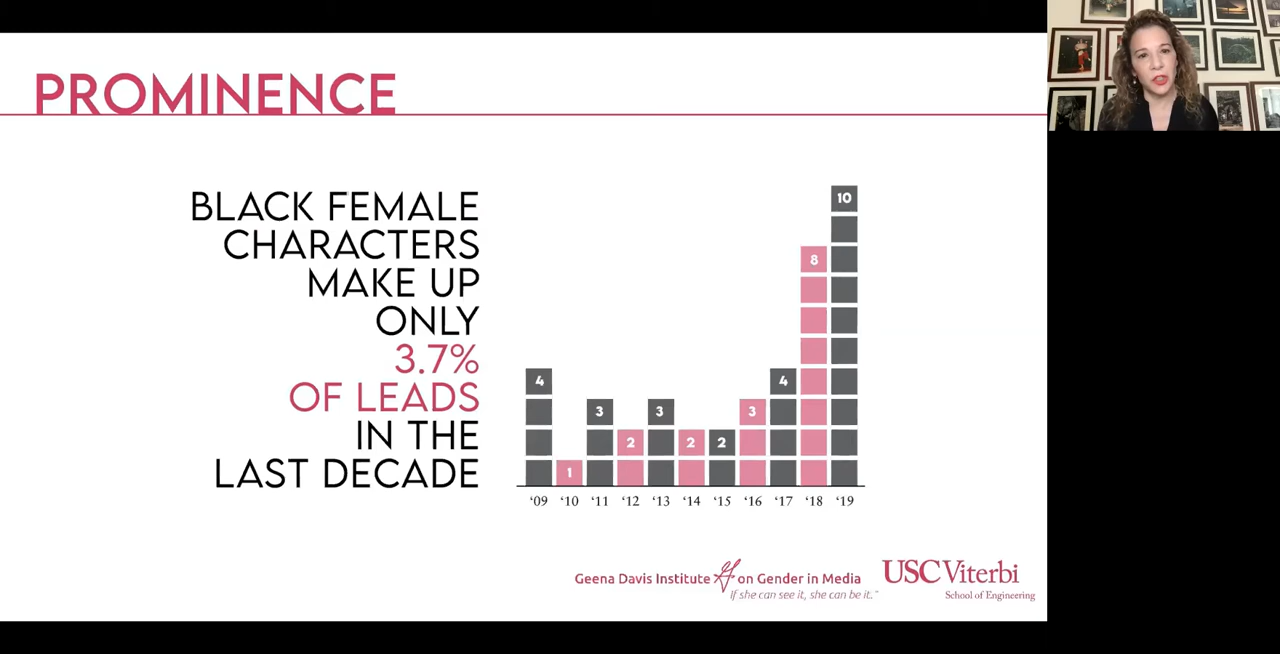 PROMINENCE
BLACK FEMALE
CHARACTERS
MAKE UP
ONLY
3.7%
OF LEADS
IN THE
LAST DECADE
10
8
4
4
3
3
3
2
2
2
1
‘09 ‘10 ‘11 ‘12 ‘13 ‘14 ‘15 ‘16 ‘17 ‘18 ‘19
Geena Davis Institute on Gender in Media
If she can see it, she can be it.™
USC Viterbi
School of Engineering